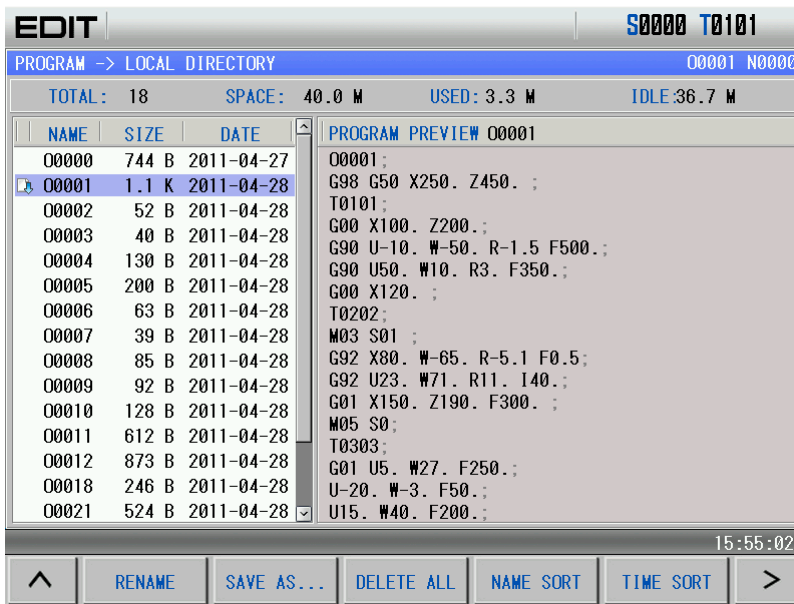 EDIT S0000 T0101
PROGRAM -> LOCAL DIRECTORY O0001 N0000
TOTAL: 18 SPACE: 40.0 M USED: 3.3 M IDLE:36.7 M
NAME SIZE DATE
O0000 744 B 2011-04-27
O0001 1.1 K 2011-04-28
O0002 52 B 2011-04-28
O0003 40 B 2011-04-28
O0004 130 B 2011-04-28
O0005 200 B 2011-04-28
O0006 63 B 2011-04-28
O0007 39 B 2011-04-28
O0008 85 B 2011-04-28
O0009 92 B 2011-04-28
O0010 128 B 2011-04-28
O0011 612 B 2011-04-28
O0012 873 B 2011-04-28
O0018 246 B 2011-04-28
O0021 524 B 2011-04-28
PROGRAM PREVIEW O0001
O0001;
G98 G50 X250. Z450. ;
T0101;
G00 X100. Z200.;
G90 U-10. W-50. R-1.5 F500.;
G90 U50. W10. R3. F350.;
G00 X120. ;
T0202;
M03 S01 ;
G92 X80. W-65. R-5.1 F0.5;
G92 U23. W71. R11. I40.;
G01 X150. Z190. F300. ;
M05 S0;
T0303;
G01 U5. W27. F250.;
U-20. W-3. F50.;
U15. W40. F200.;
15:55:02
^ RENAME SAVE AS... DELETE ALL NAME SORT TIME SORT >